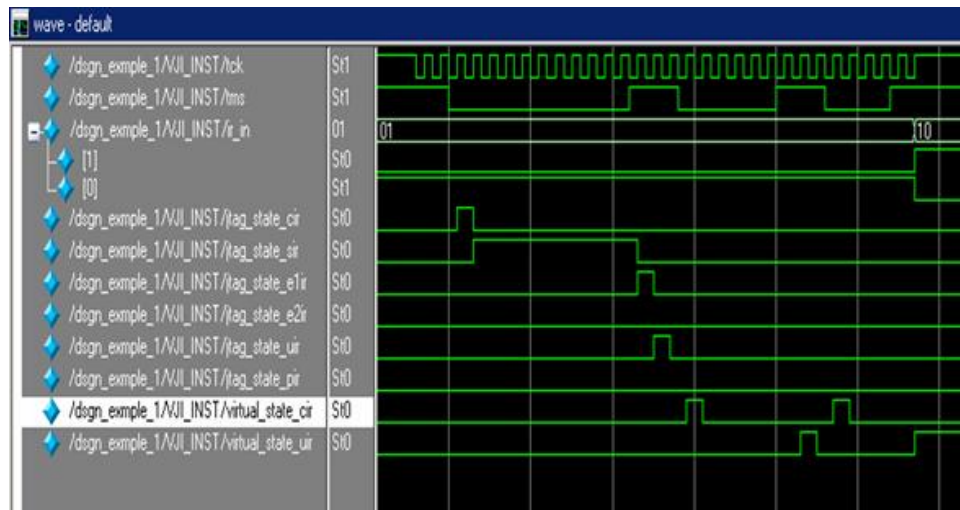 wave - default
/dsgn_exmple_1/VJI_INST/tck St1
/dsgn_exmple_1/VJI_INST/tms St1
/dsgn_exmple_1/VJI_INST/ir_in 01 01 10
[1] St0
[0] St1
/dsgn_exmple_1/VJI_INST/jtag_state_cir St0
/dsgn_exmple_1/VJI_INST/jtag_state_sir St0
/dsgn_exmple_1/VJI_INST/jtag_state_e1ir St0
/dsgn_exmple_1/VJI_INST/jtag_state_e2ir St0
/dsgn_exmple_1/VJI_INST/jtag_state_uir St0
/dsgn_exmple_1/VJI_INST/jtag_state_pir St0
/dsgn_exmple_1/VJI_INST/virtual_state_cir St0
/dsgn_exmple_1/VJI_INST/virtual_state_uir St0